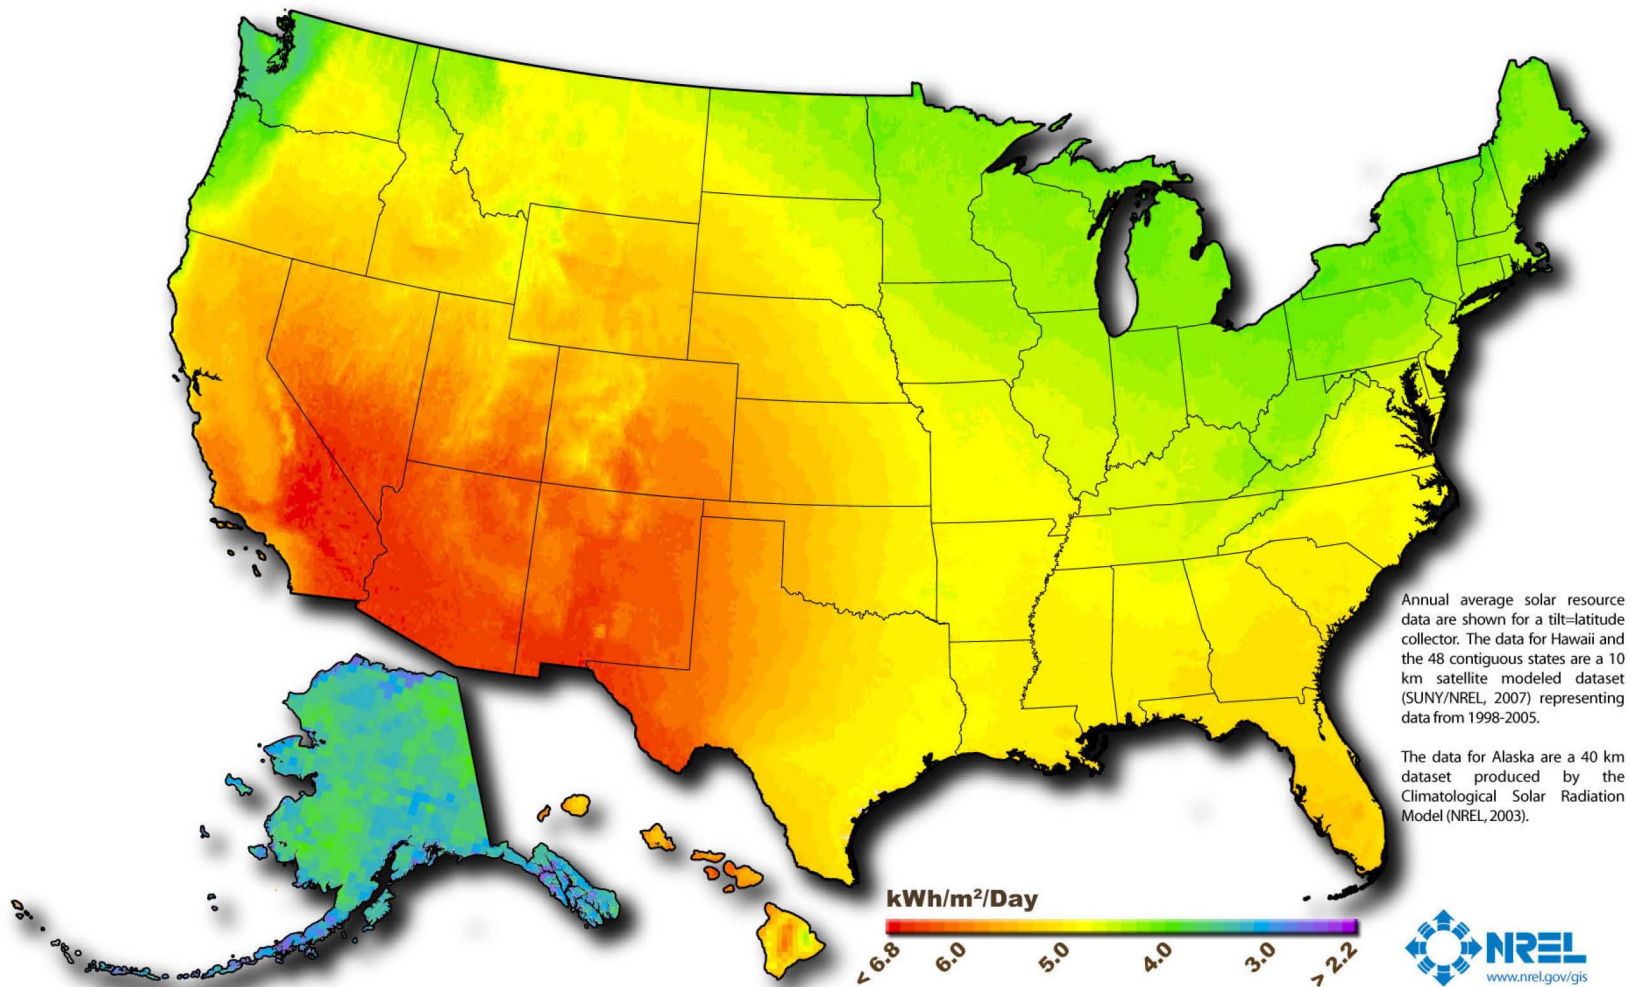 Annual average solar resource
data are shown for a tilt=latitude
collector. The data for Hawaii and
the 48 contiguous states are a 10
km satellite modeled dataset
(SUNY/NREL, 2007) representing
data from 1998-2005.
The data for Alaska are a 40 km
dataset produced by the
Climatological Solar Radiation
Model (NREL, 2003).
kWh/m²/Day
< 6.8 6.0 5.0 4.0 3.0 > 2.2
NREL
www.nrel.gov/gis